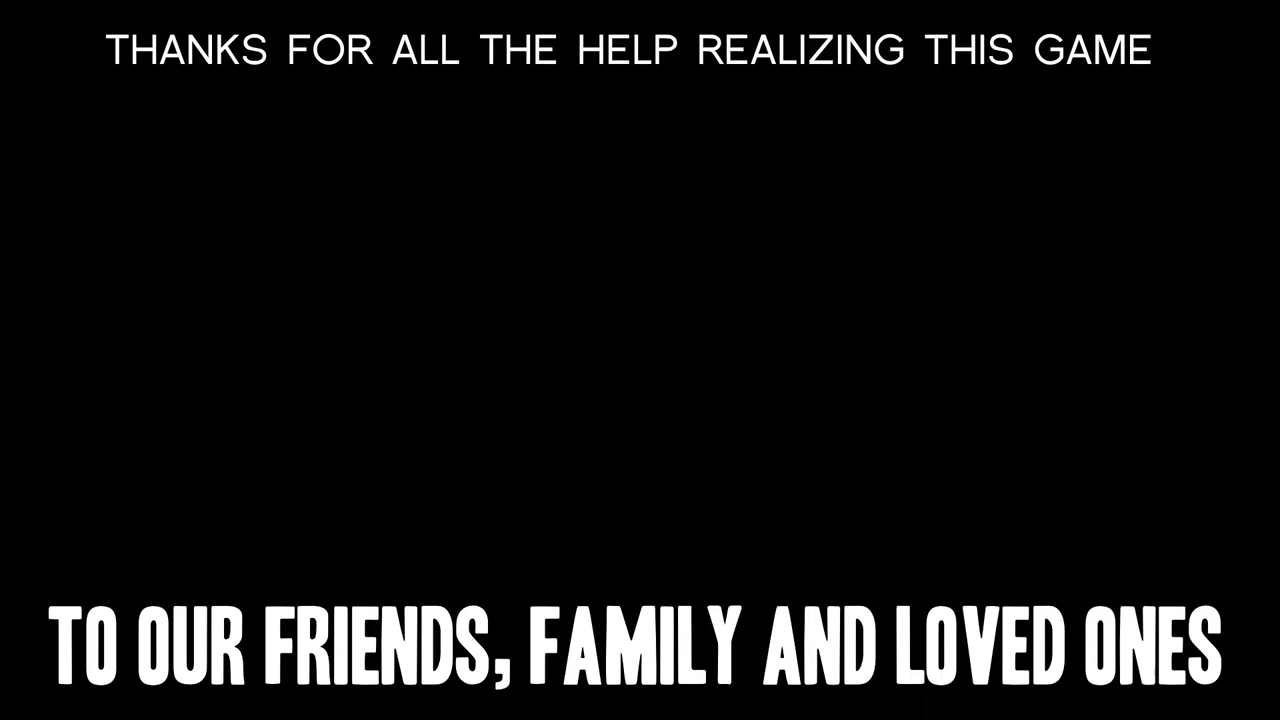 THANKS FOR ALL THE HELP REALIZING THIS GAME
TO OUR FRIENDS, FAMILY AND LOVED ONES